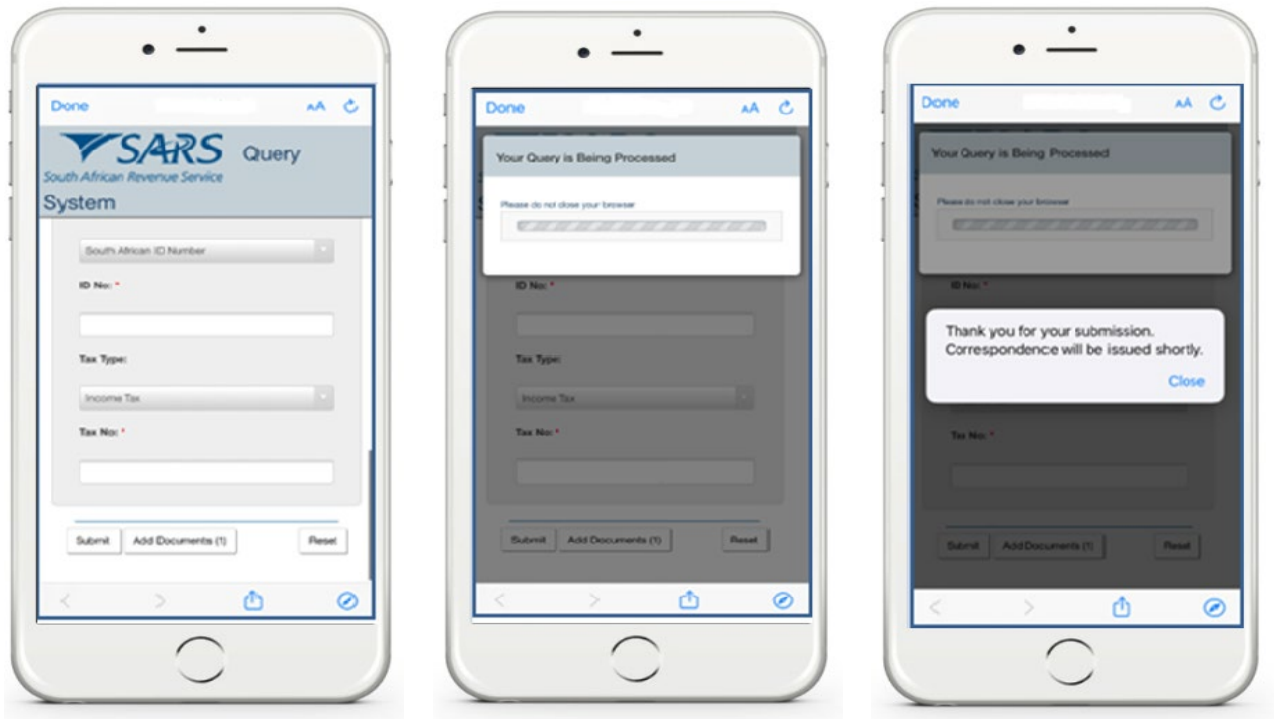 Done
AA
SARS Query
South African Revenue Service
System
South African ID Number
ID No: *
Tax Type:
Income Tax
Tax No: *
Submit
Add Documents (1)
Reset
Done
AA
Your Query is Being Processed
Please do not close your browser
ID No: *
Tax Type:
Income Tax
Tax No: *
Submit
Add Documents (1)
Reset
Done
AA
Your Query is Being Processed
Please do not close your browser
ID No: *
Thank you for your submission.
Correspondence will be issued shortly.
Close
Tax No: *
Submit
Add Documents (1)
Reset